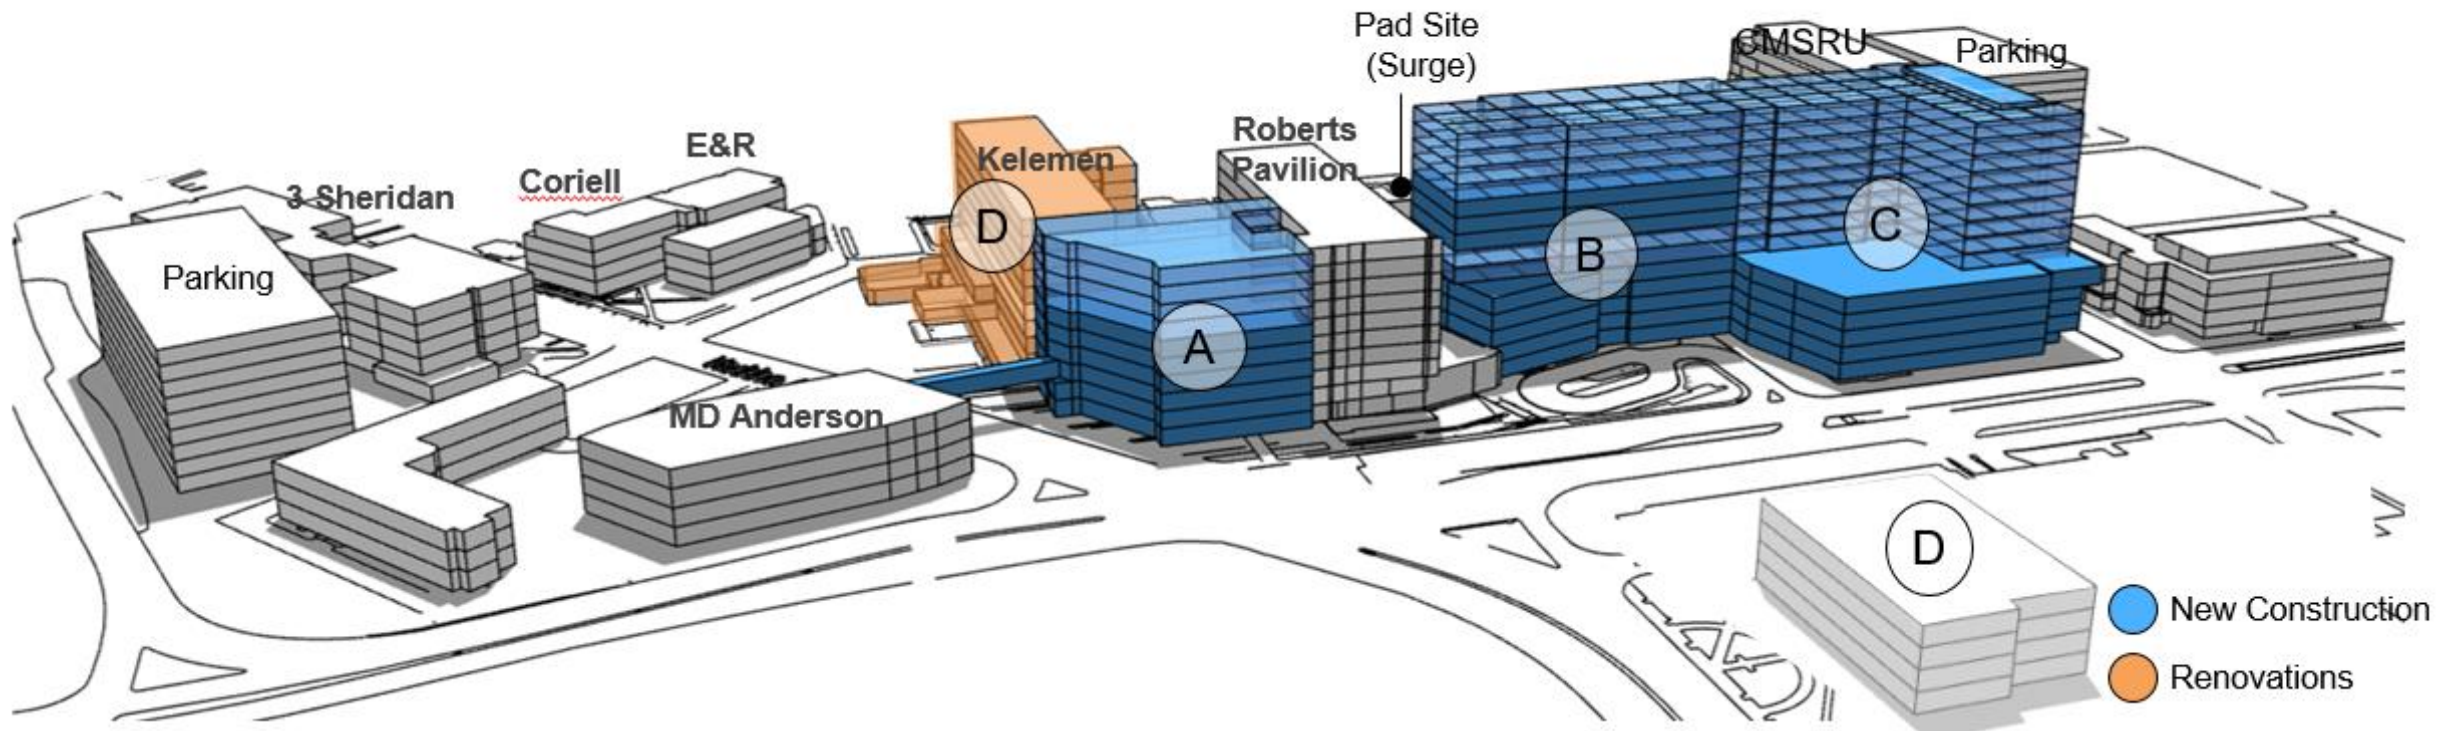 Pad Site
(Surge)
CMSRU
Parking
Roberts
Pavilion
E&R
Kelemen
Coriell
3 Sheridan
D
C
B
Parking
A
MD Anderson
D
New Construction
Renovations